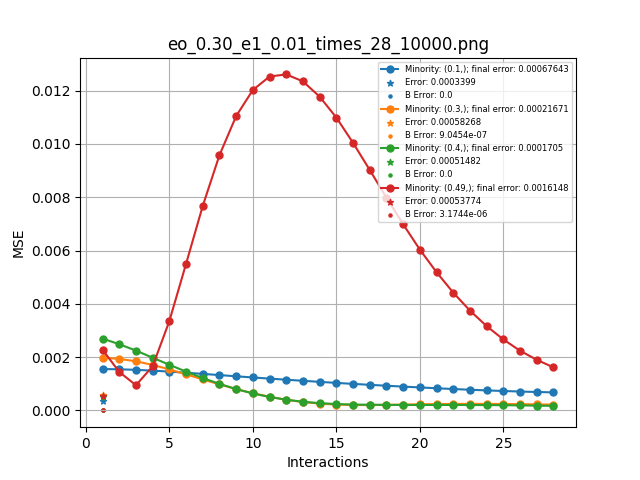 eo_0.30_e1_0.01_times_28_10000.png
Minority: (0.1,); final error: 0.00067643
Error: 0.0003399
B Error: 0.0
Minority: (0.3,); final error: 0.00021671
Error: 0.00058268
B Error: 9.0454e-07
Minority: (0.4,); final error: 0.0001705
Error: 0.00051482
B Error: 0.0
Minority: (0.49,); final error: 0.0016148
Error: 0.00053774
B Error: 3.1744e-06
MSE
0.012
0.010
0.008
0.006
0.004
0.002
0.000
0 5 10 15 20 25
Interactions